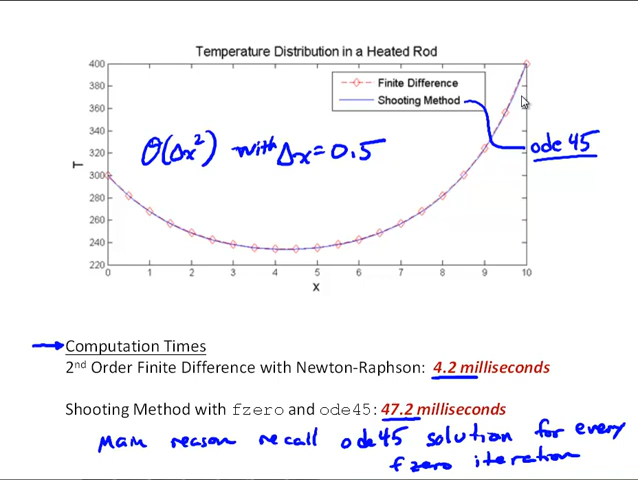 Temperature Distribution in a Heated Rod
400
380
360
340
320
300
280
260
240
220
T
0 1 2 3 4 5 6 7 8 9 10
X
Finite Difference
Shooting Method
O(Δx²) with Δx = 0.5
ode 45
Computation Times
2nd Order Finite Difference with Newton-Raphson: 4.2 milliseconds
Shooting Method with fzero and ode45: 47.2 milliseconds
Main reason recall ode45 solution for every
fzero iteration